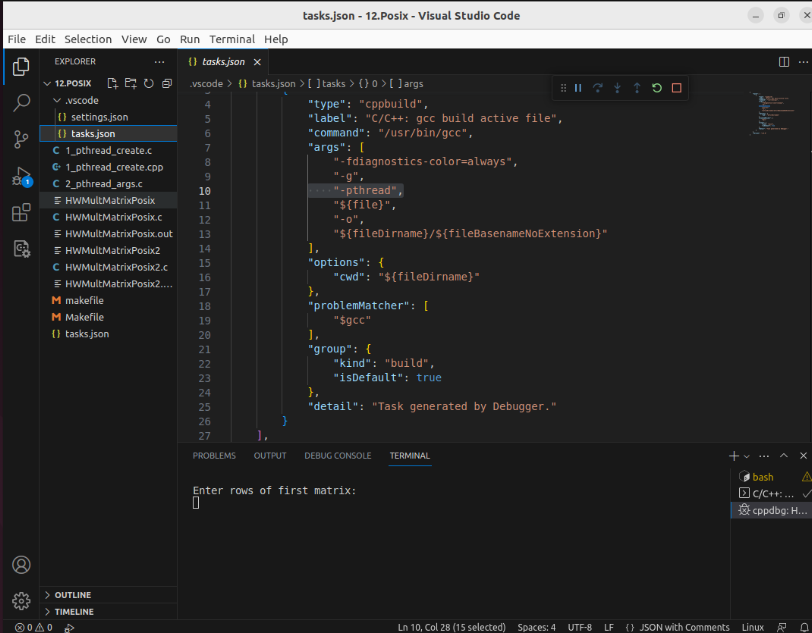 tasks.json - 12.Posix - Visual Studio Code
File Edit Selection View Go Run Terminal Help
EXPLORER
12.POSIX
.vscode
settings.json
tasks.json
1_pthread_create.c
1_pthread_create.cpp
2_pthread_args.c
HWMultMatrixPosix
HWMultMatrixPosix.c
HWMultMatrixPosix.out
HWMultMatrixPosix2
HWMultMatrixPosix2.c
HWMultMatrixPosix2....
makefile
Makefile
tasks.json
OUTLINE
TIMELINE
1
{} tasks.json
.vscode > {} tasks.json > [ ] tasks > {} 0 > [ ] args
4 "type": "cppbuild",
5 "label": "C/C++: gcc build active file",
6 "command": "/usr/bin/gcc",
7 "args": [
8 "-fdiagnostics-color=always",
9 "-g",
10 "-pthread",
11 "${file}",
12 "-o",
13 "${fileDirname}/${fileBasenameNoExtension}"
14 ],
15 "options": {
16 "cwd": "${fileDirname}"
17 },
18 "problemMatcher": [
19 "$gcc"
20 ],
21 "group": {
22 "kind": "build",
23 "isDefault": true
24 },
25 "detail": "Task generated by Debugger."
26 }
27 ],
PROBLEMS OUTPUT DEBUG CONSOLE TERMINAL
Enter rows of first matrix:
bash
C/C++: ...
cppdbg: H...
0 0
Ln 10, Col 28 (15 selected) Spaces: 4 UTF-8 LF {} JSON with Comments Linux